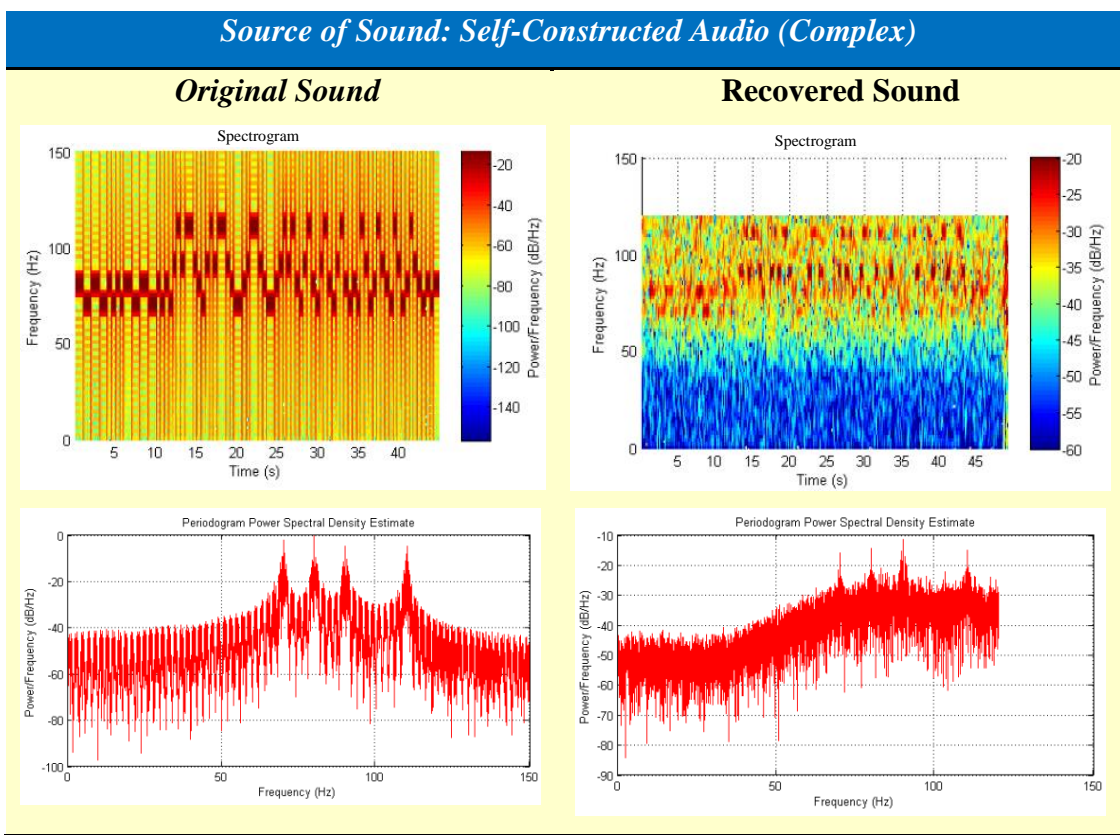 Source of Sound: Self-Constructed Audio (Complex)
Original Sound
Recovered Sound
Spectrogram
150
100
50
0
Frequency (Hz)
5 10 15 20 25 30 35 40
Time (s)
-20
-40
-60
-80
-100
-120
-140
Power/Frequency (dB/Hz)
Spectrogram
150
100
50
0
Frequency (Hz)
5 10 15 20 25 30 35 40 45
Time (s)
-20
-25
-30
-35
-40
-45
-50
-55
-60
Power/Frequency (dB/Hz)
Periodogram Power Spectral Density Estimate
0
-20
-40
-60
-80
-100
Power/Frequency (dB/Hz)
0 50 100 150
Frequency (Hz)
Periodogram Power Spectral Density Estimate
-10
-20
-30
-40
-50
-60
-70
-80
-90
Power/Frequency (dB/Hz)
0 50 100 150
Frequency (Hz)